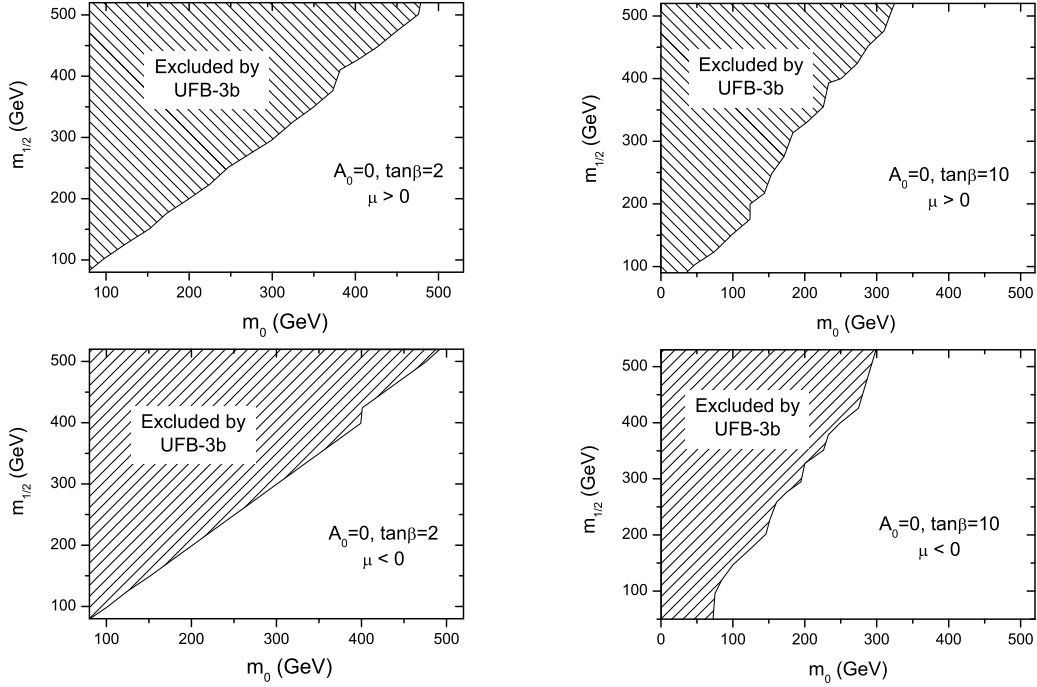 500
400
300
200
100
m1/2 (GeV)
Excluded by
UFB-3b
A0=0, tanβ=2
μ > 0
100 200 300 400 500
m0 (GeV)
500
400
300
200
100
m1/2 (GeV)
Excluded by
UFB-3b
A0=0, tanβ=10
μ > 0
0 100 200 300 400 500
m0 (GeV)
500
400
300
200
100
m1/2 (GeV)
Excluded by
UFB-3b
A0=0, tanβ=2
μ < 0
100 200 300 400 500
m0 (GeV)
500
400
300
200
100
m1/2 (GeV)
Excluded by
UFB-3b
A0=0, tanβ=10
μ < 0
0 100 200 300 400 500
m0 (GeV)